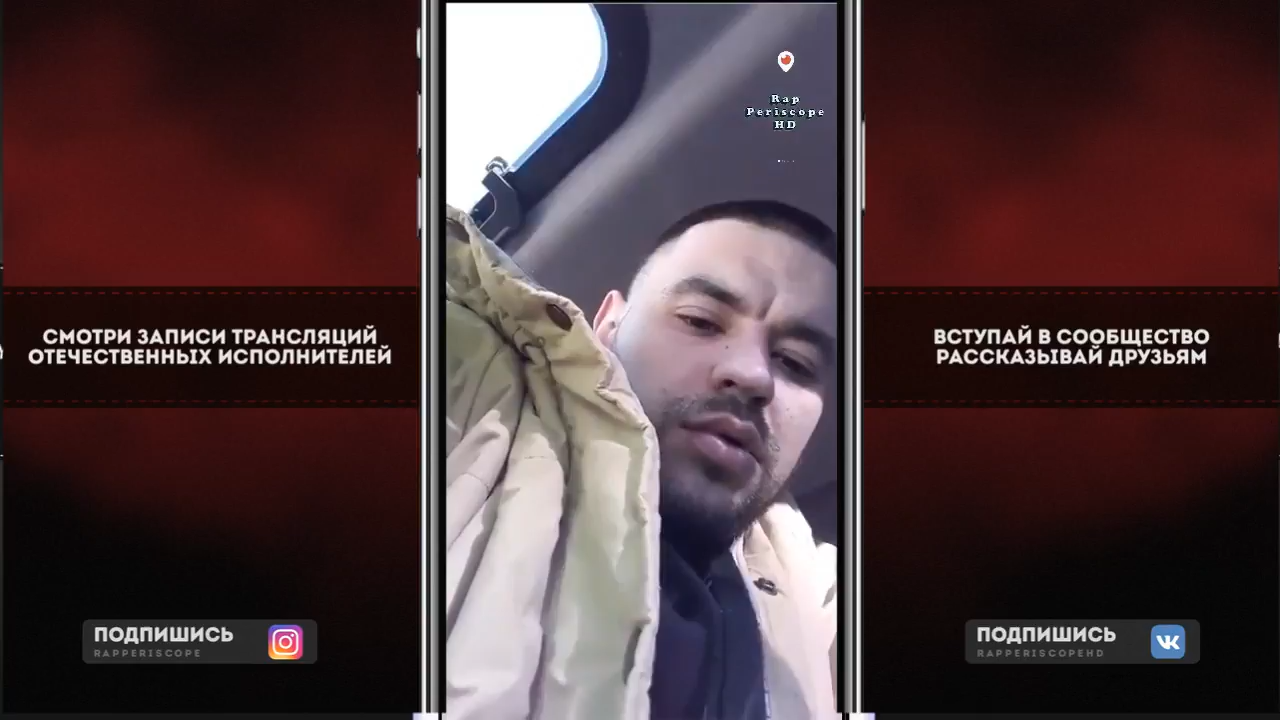 Rap
Periscope
HD
СМОТРИ ЗАПИСИ ТРАНСЛЯЦИЙ
ОТЕЧЕСТВЕННЫХ ИСПОЛНИТЕЛЕЙ
ВСТУПАЙ В СООБЩЕСТВО
РАССКАЗЫВАЙ ДРУЗЬЯМ
ПОДПИШИСЬ
RAPPERISCOPE
ПОДПИШИСЬ
RAPPERISCOPEHD